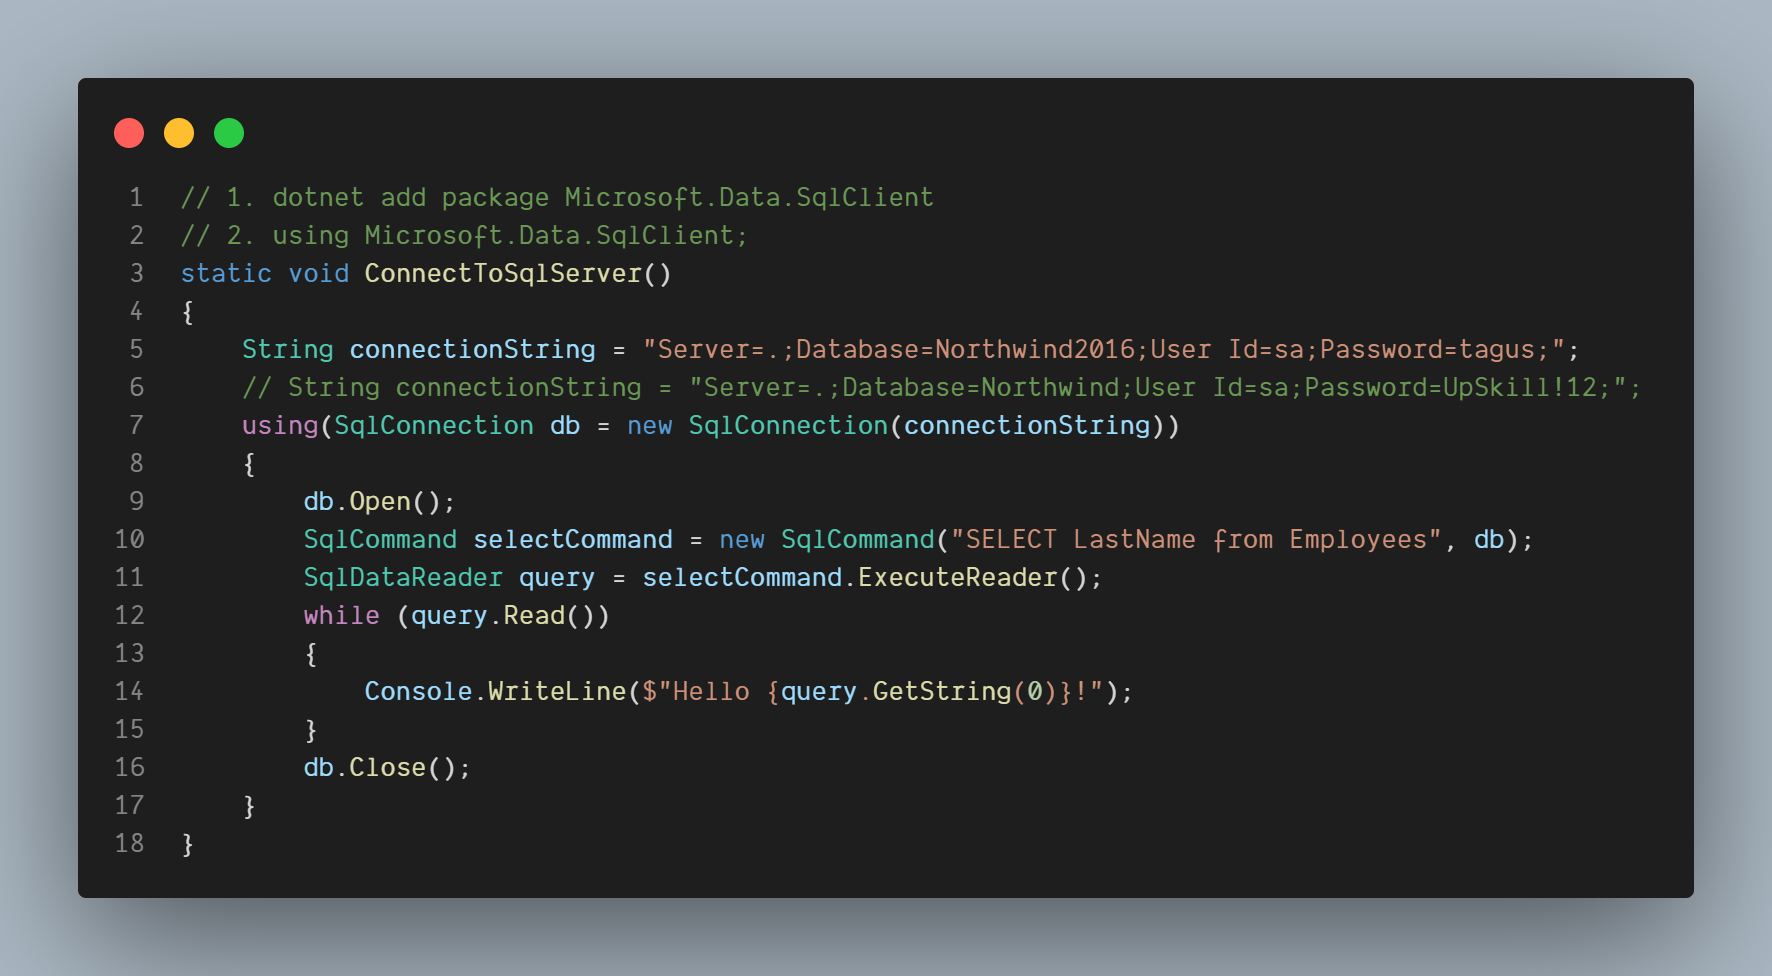 1 // 1. dotnet add package Microsoft.Data.SqlClient
2 // 2. using Microsoft.Data.SqlClient;
3 static void ConnectToSqlServer()
4 {
5     String connectionString = "Server=.;Database=Northwind2016;User Id=sa;Password=tagus;";
6     // String connectionString = "Server=.;Database=Northwind;User Id=sa;Password=UpSkill!12;";
7     using(SqlConnection db = new SqlConnection(connectionString))
8     {
9         db.Open();
10         SqlCommand selectCommand = new SqlCommand("SELECT LastName from Employees", db);
11         SqlDataReader query = selectCommand.ExecuteReader();
12         while (query.Read())
13         {
14             Console.WriteLine($"Hello {query.GetString(0)}!");
15         }
16         db.Close();
17     }
18 }